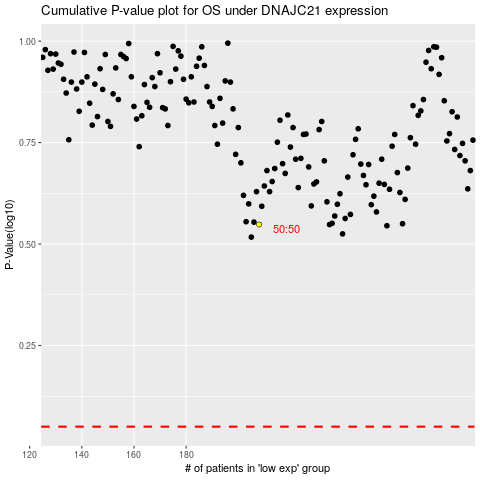 Cumulative P-value plot for OS under DNAJC21 expression
P-Value(log10)
1.00
0.75
0.50
0.25
50:50
120 140 160 180
# of patients in 'low exp' group